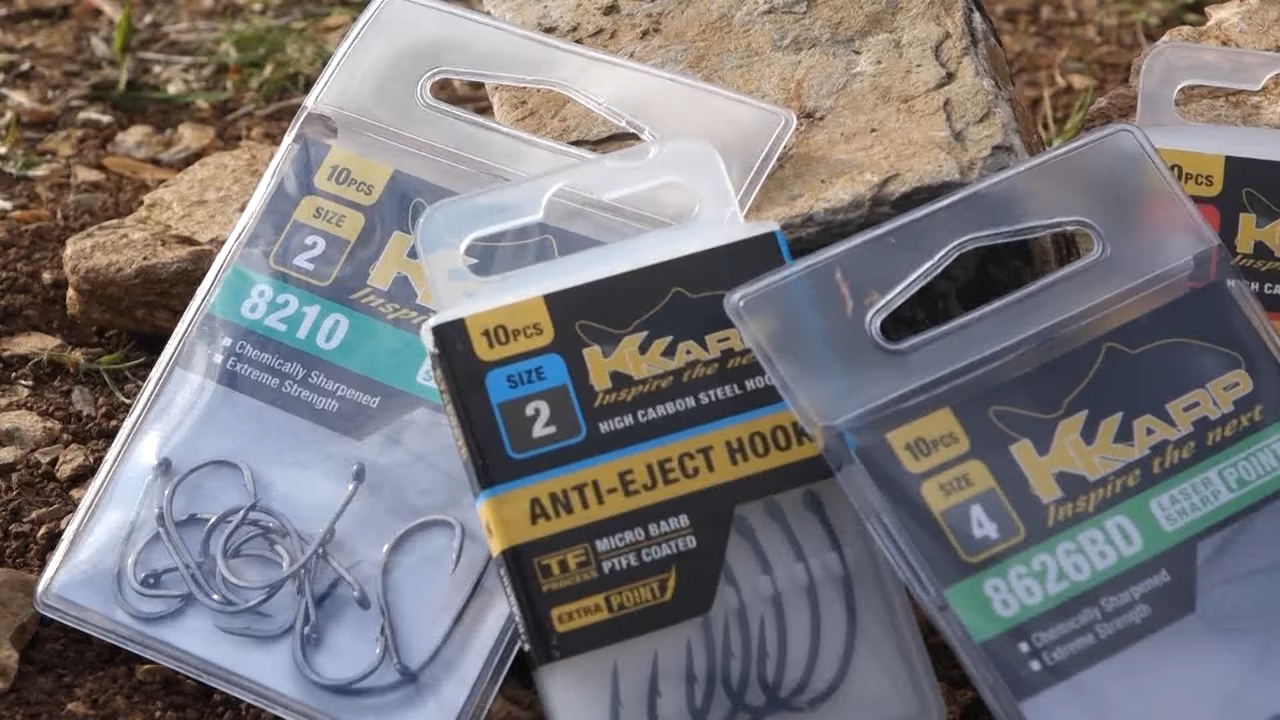 10PCS
SIZE
2
8210
Chemically Sharpened
Extreme Strength
10PCS
SIZE
2
KKARP
Inspire the
HIGH CARBON STEEL
ANTI-EJECT HOOK
TF
PROCESS
MICRO BARB
PTFE COATED
EXTRA POINT
10PCS
SIZE
4
KKARP
Inspire the next
8626BD
LASER
SHARP
POINT
Chemically Sharpened
Extreme Strength